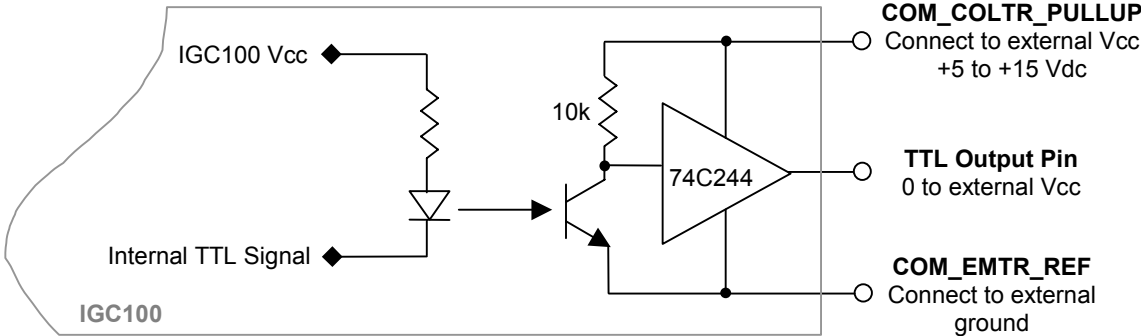 COM_COLTR_PULLUP
Connect to external Vcc
+5 to +15 Vdc
IGC100 Vcc
10k
74C244
TTL Output Pin
0 to external Vcc
Internal TTL Signal
COM_EMTR_REF
Connect to external
ground
IGC100